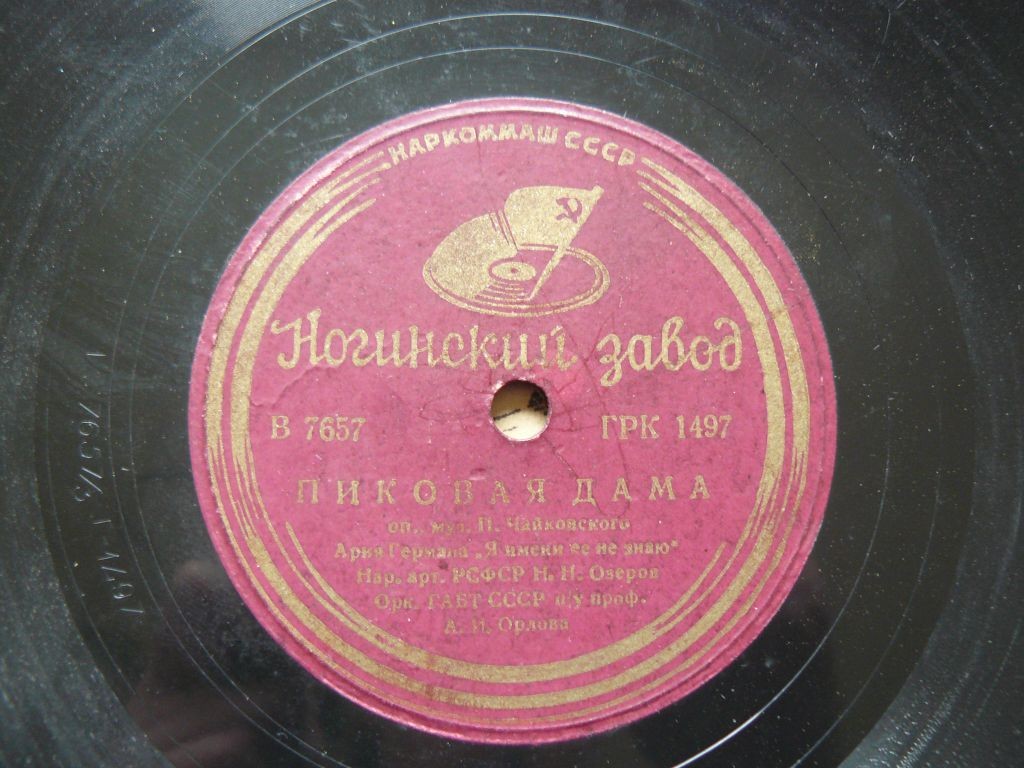 НАРКОММАШ СССР
Ногинский завод
В 7657 ГРК 1497
ПИКОВАЯ ДАМА
оп., муз. П. Чайковского
Ария Германа „Я имени ее не знаю"
Нар. арт. РСФСР Н. Н. Озеров
Орк. ГАБТ СССР п/у проф.
А. И. Орлова